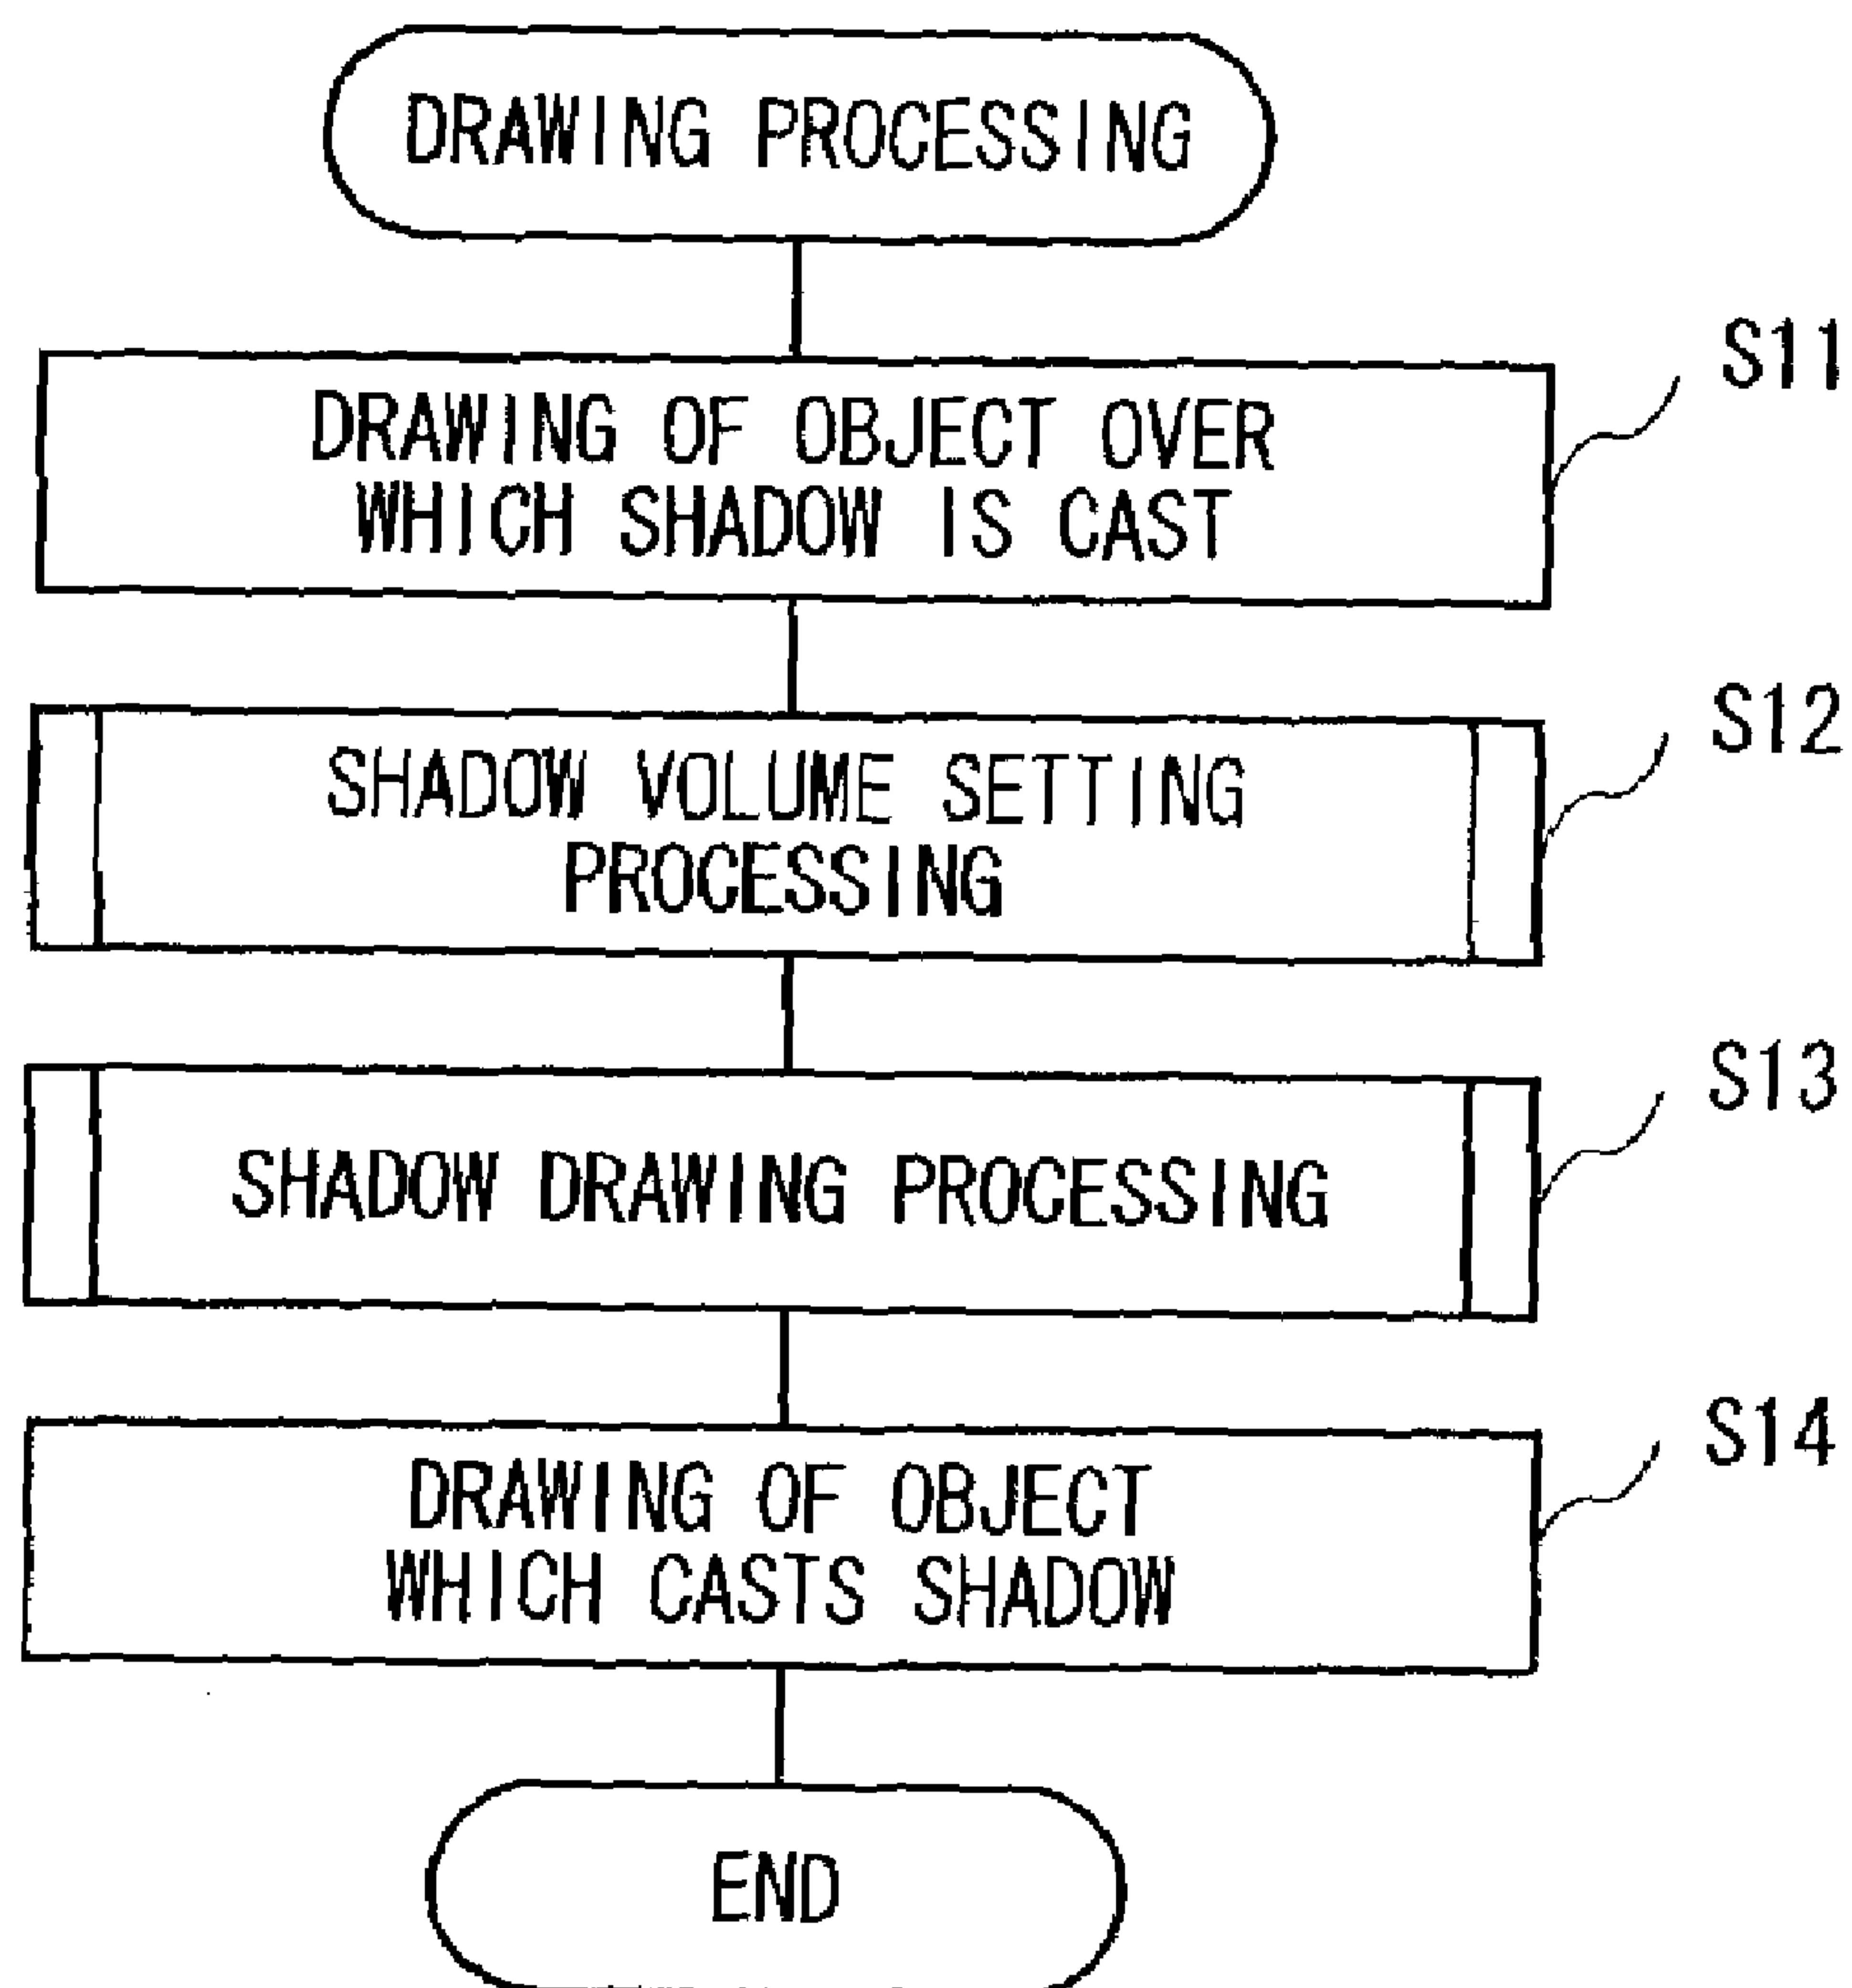 DRAWING PROCESSING
S11
DRAWING OF OBJECT OVER
WHICH SHADOW IS CAST
S12
SHADOW VOLUME SETTING
PROCESSING
S13
SHADOW DRAWING PROCESSING
S14
DRAWING OF OBJECT
WHICH CASTS SHADOW
END